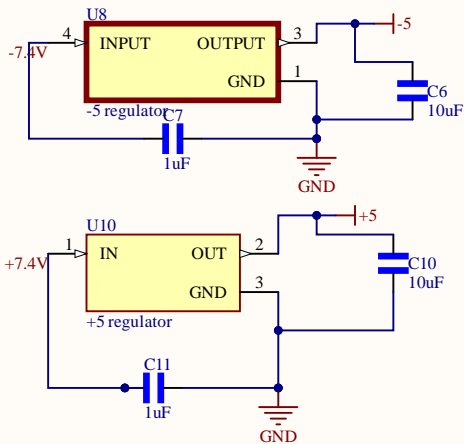 U8
4 INPUT OUTPUT 3
-5
-7.4V
GND 1
-5 regulator
C7
1uF
C6
10uF
GND
U10
+5
1 IN OUT 2
+7.4V
GND 3
+5 regulator
C10
10uF
C11
1uF
GND